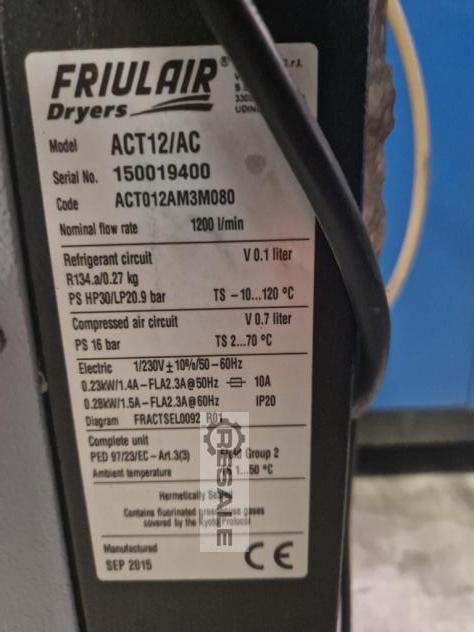 FRIULAIR ®
Dryers
Model ACT12/AC
Serial No. 150019400
Code ACT012AM3M080
Nominal flow rate 1200 l/min
Refrigerant circuit V 0.1 liter
R134.a/0.27 kg
PS HP30/LP20.9 bar TS -10...120 °C
Compressed air circuit V 0.7 liter
PS 16 bar TS 2...70 °C
Electric 1/230V±10%/50-60Hz
0.23kW/1.4A-FLA2.3A@50Hz 10A
0.28kW/1.5A-FLA2.3A@60Hz IP20
Diagram FRACTSEL0092 R01
Complete unit
PED 97/23/EC-Art.3(3) Group 2
Ambient temperature 1...50 °C
Hermetically Sealed
Contains fluorinated greenhouse gases
covered by the Kyoto Protocol
Manufactured
SEP 2015 CE
RESALE